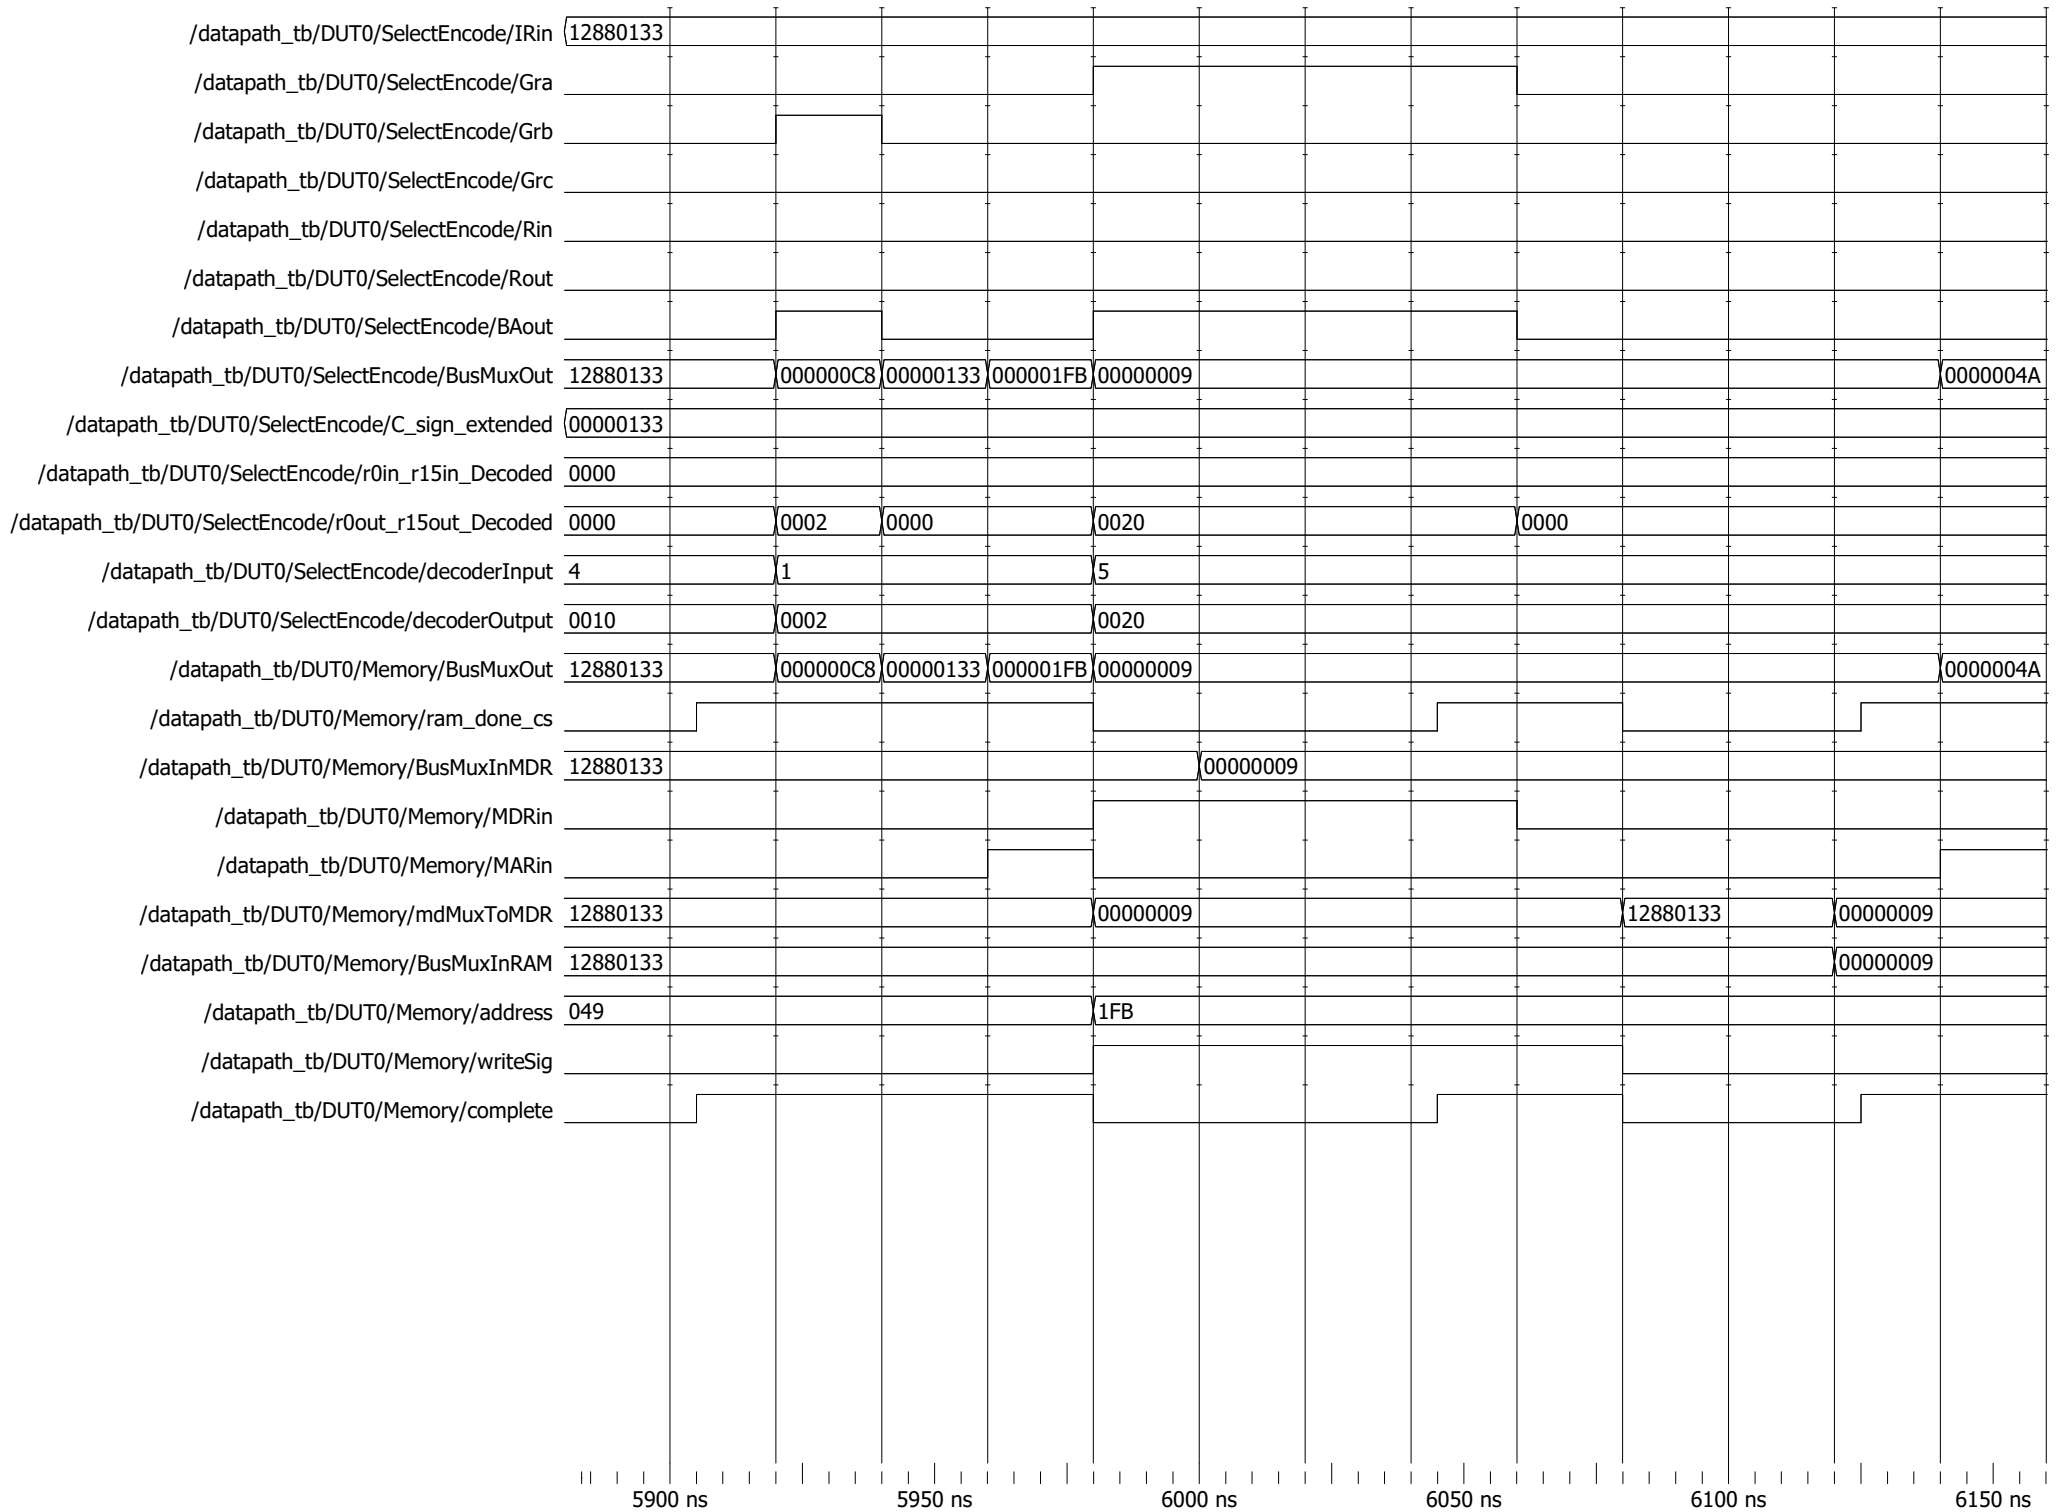 /datapath_tb/DUT0/SelectEncode/IRin 12880133
/datapath_tb/DUT0/SelectEncode/Gra
/datapath_tb/DUT0/SelectEncode/Grb
/datapath_tb/DUT0/SelectEncode/Grc
/datapath_tb/DUT0/SelectEncode/Rin
/datapath_tb/DUT0/SelectEncode/Rout
/datapath_tb/DUT0/SelectEncode/BAout
/datapath_tb/DUT0/SelectEncode/BusMuxOut 12880133 000000C8 00000133 000001FB 00000009 0000004A
/datapath_tb/DUT0/SelectEncode/C_sign_extended 00000133
/datapath_tb/DUT0/SelectEncode/r0in_r15in_Decoded 0000
/datapath_tb/DUT0/SelectEncode/r0out_r15out_Decoded 0000 0002 0000 0020 0000
/datapath_tb/DUT0/SelectEncode/decoderInput 4 1 5
/datapath_tb/DUT0/SelectEncode/decoderOutput 0010 0002 0020
/datapath_tb/DUT0/Memory/BusMuxOut 12880133 000000C8 00000133 000001FB 00000009 0000004A
/datapath_tb/DUT0/Memory/ram_done_cs
/datapath_tb/DUT0/Memory/BusMuxInMDR 12880133 00000009
/datapath_tb/DUT0/Memory/MDRin
/datapath_tb/DUT0/Memory/MARin
/datapath_tb/DUT0/Memory/mdMuxToMDR 12880133 00000009 12880133 00000009
/datapath_tb/DUT0/Memory/BusMuxInRAM 12880133 00000009
/datapath_tb/DUT0/Memory/address 049 1FB
/datapath_tb/DUT0/Memory/writeSig
/datapath_tb/DUT0/Memory/complete
5900 ns 5950 ns 6000 ns 6050 ns 6100 ns 6150 ns